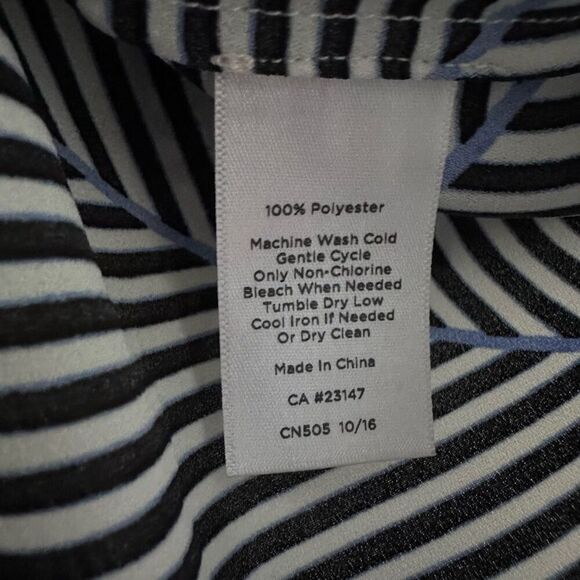 100% Polyester
Machine Wash Cold
Gentle Cycle
Only Non-Chlorine
Bleach When Needed
Tumble Dry Low
Cool Iron If Needed
Or Dry Clean
Made In China
CA #23147
CN505 10/16